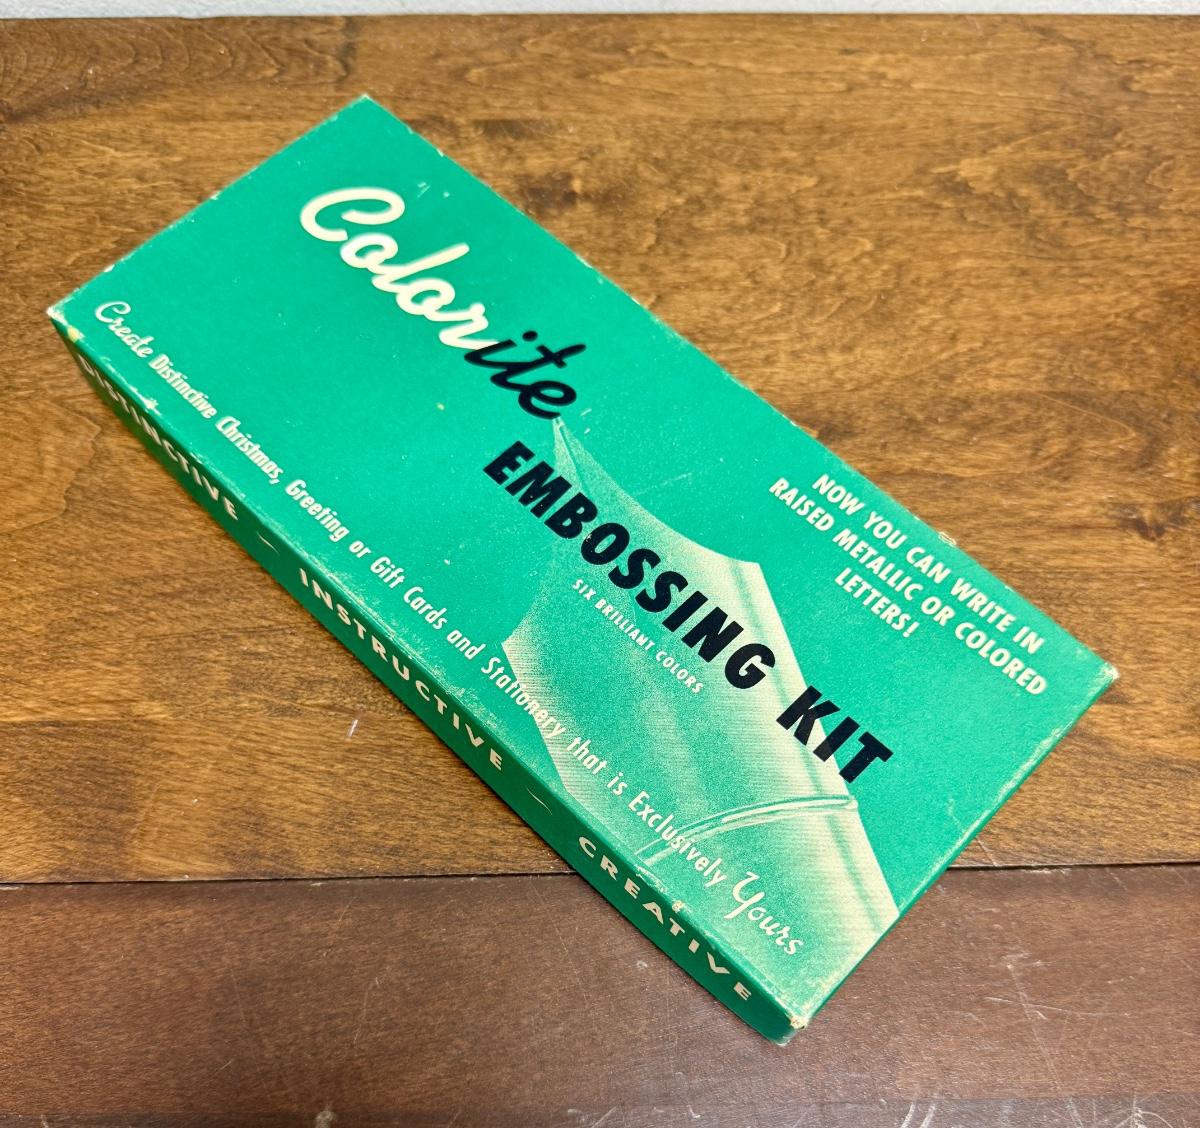 Colorite
EMBOSSING KIT
SIX BRILLIANT COLORS
NOW YOU CAN WRITE IN
RAISED METALLIC OR COLORED
LETTERS!
Create Distinctive Christmas, Greeting or Gift Cards and Stationery that is Exclusively Yours
DISTINCTIVE – INSTRUCTIVE – CREATIVE